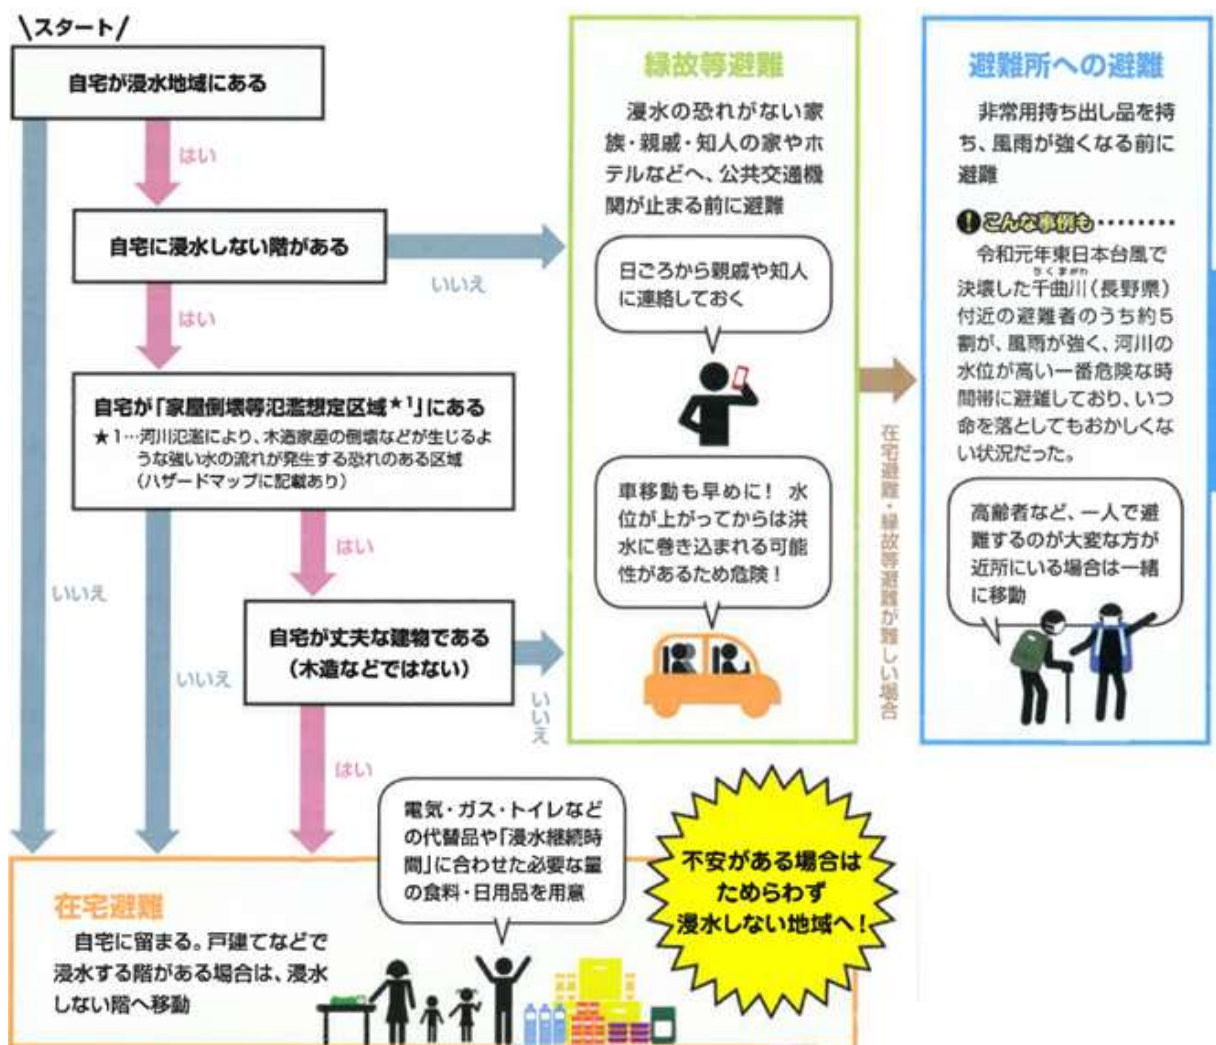 スタート
自宅が浸水地域にある
はい
自宅に浸水しない階がある
いいえ
はい
自宅が「家屋倒壊等氾濫想定区域★1」にある
★1…河川氾濫により、木造家屋の倒壊などが生じるよ
うな強い水の流れが発生する恐れのある区域
(ハザードマップに記載あり)
いいえ
いいえ
はい
自宅が丈夫な建物である
(木造などではない)
いいえ
はい
縁故等避難
浸水の恐れがない家
族・親戚・知人の家やホ
テルなどへ、公共交通機
関が止まる前に避難
日ごろから親戚や知人
に連絡しておく
車移動も早めに! 水
位が上がってからは洪
水に巻き込まれる可能
性があるため危険!
在宅避難・縁故等避難が難しい場合
避難所への避難
非常用持ち出し品を持
ち、風雨が強くなる前に
避難
! こんな事例も………
令和元年東日本台風で
ちくまがわ
決壊した千曲川(長野県)
付近の避難者のうち約5
割が、風雨が強く、河川の
水位が高い一番危険な時
間帯に避難しており、いつ
命を落としてもおかしくな
い状況だった。
高齢者など、一人で避
難するのが大変な方が
近所にいる場合は一緒
に移動
在宅避難
自宅に留まる。戸建てなどで
浸水する階がある場合は、浸水
しない階へ移動
電気・ガス・トイレなど
の代替品や「浸水継続時
間」に合わせた必要な量
の食料・日用品を用意
不安がある場合は
ためらわず
浸水しない地域へ!